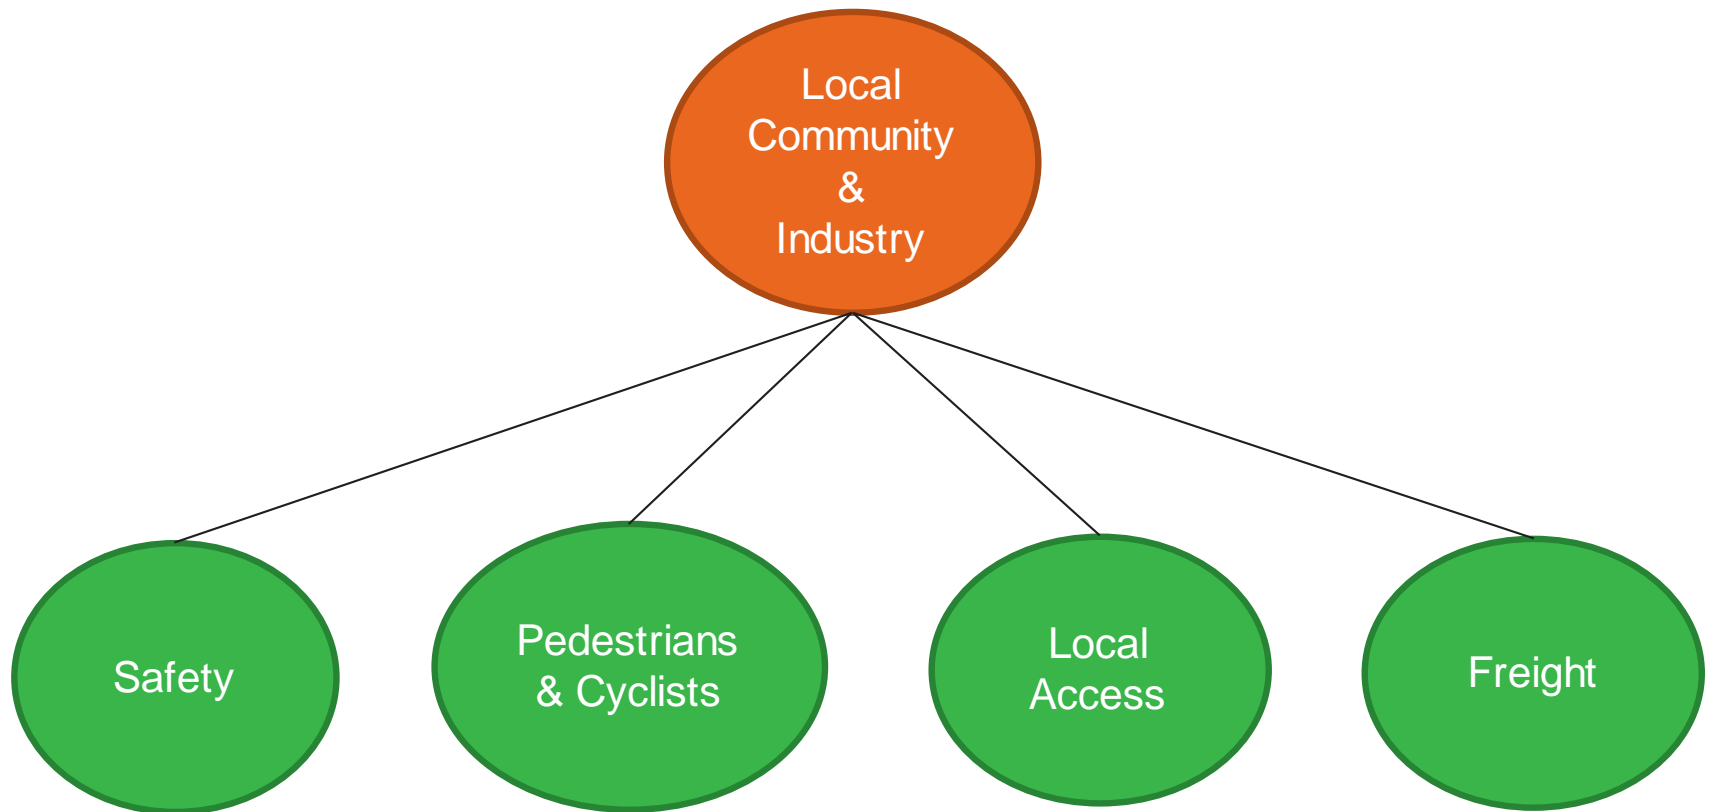 Local
Community
&
Industry
Safety
Pedestrians
& Cyclists
Local
Access
Freight